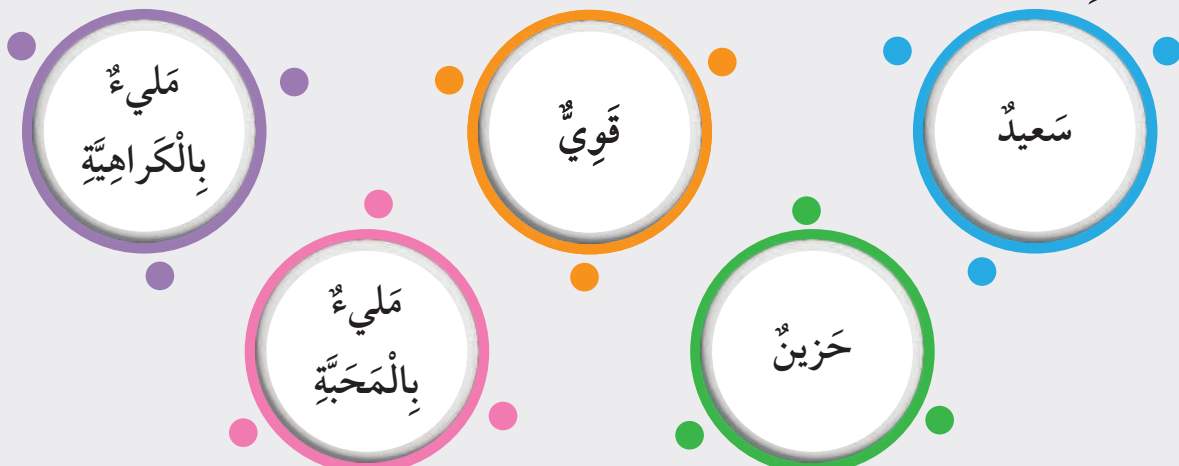 سَعيدٌ
قَوِيٌّ
مَليءٌ
بِالْكَراهِيَّةِ
حَزينٌ
مَليءٌ
بِالْمَحَبَّةِ